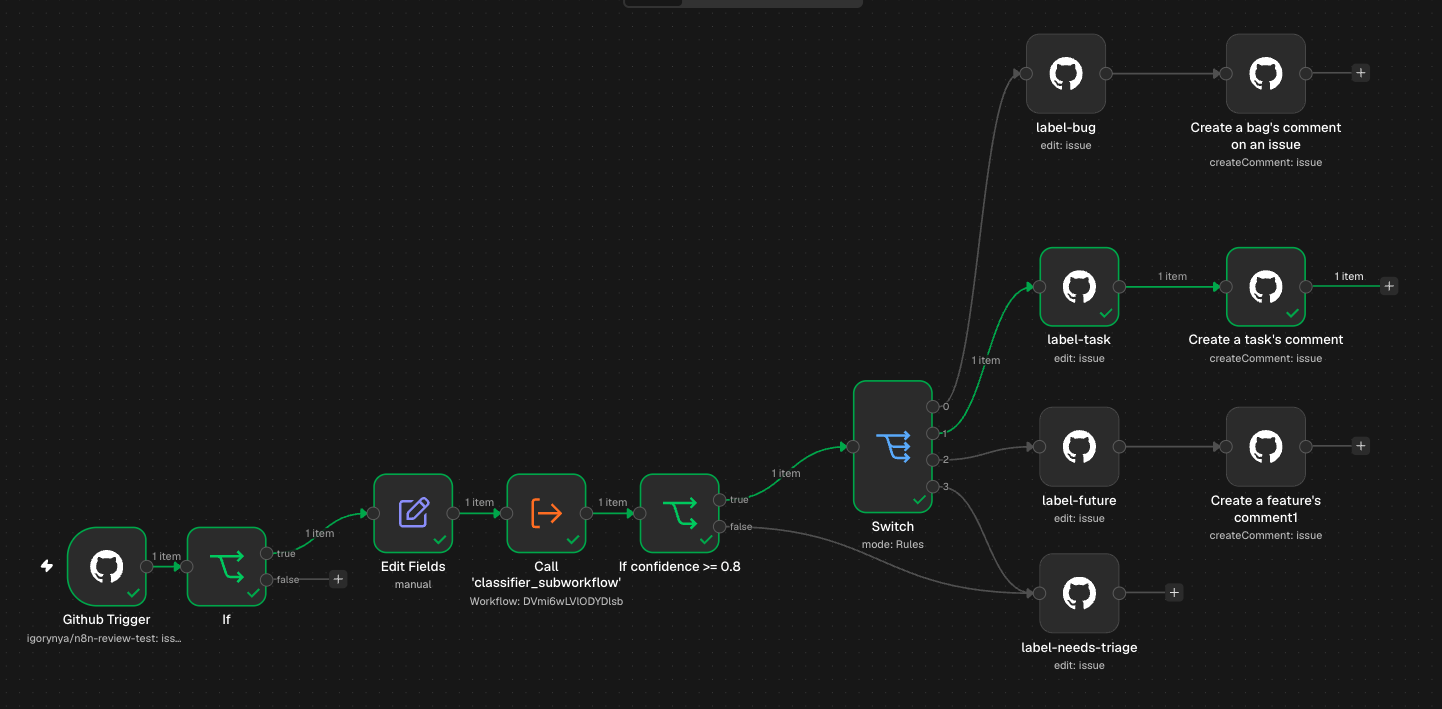 label-bug
edit: issue
Create a bag's comment
on an issue
createComment: issue
1 item
label-task
edit: issue
1 item
Create a task's comment
createComment: issue
1 item
0
1
2
3
Switch
mode: Rules
label-future
edit: issue
Create a feature's
comment1
createComment: issue
label-needs-triage
edit: issue
1 item
Github Trigger
igorynya/n8n-review-test: iss...
true
false
If
1 item
Edit Fields
manual
1 item
Call
'classifier_subworkflow'
Workflow: DVmi6wLVlODYDlsb
1 item
If confidence >= 0.8
true
false
1 item